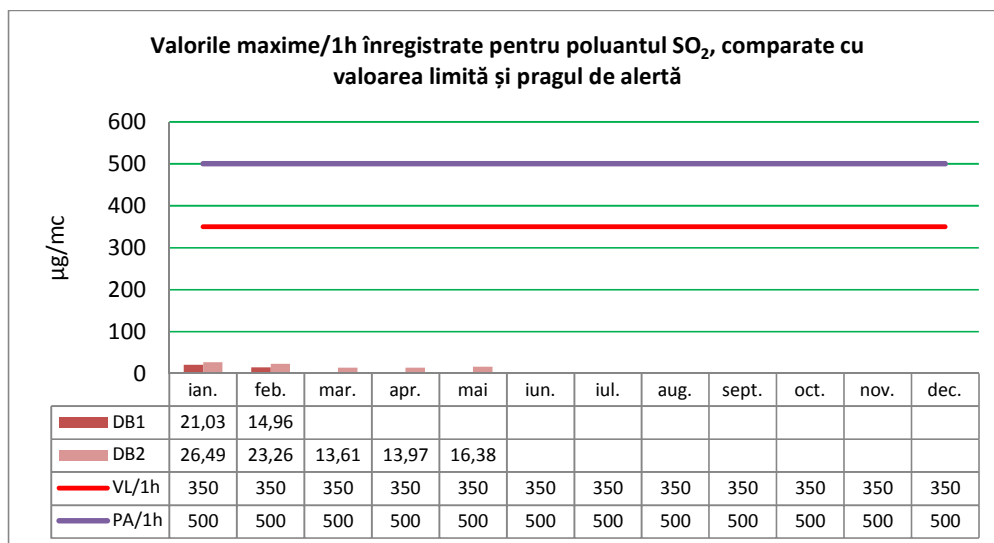 Valorile maxime/1h înregistrate pentru poluantul SO₂, comparate cu
valoarea limită și pragul de alertă
µg/mc
600
500
400
300
200
100
0
ian. feb. mar. apr. mai iun. iul. aug. sept. oct. nov. dec.
DB1 21,03 14,96
DB2 26,49 23,26 13,61 13,97 16,38
VL/1h 350 350 350 350 350 350 350 350 350 350 350 350
PA/1h 500 500 500 500 500 500 500 500 500 500 500 500